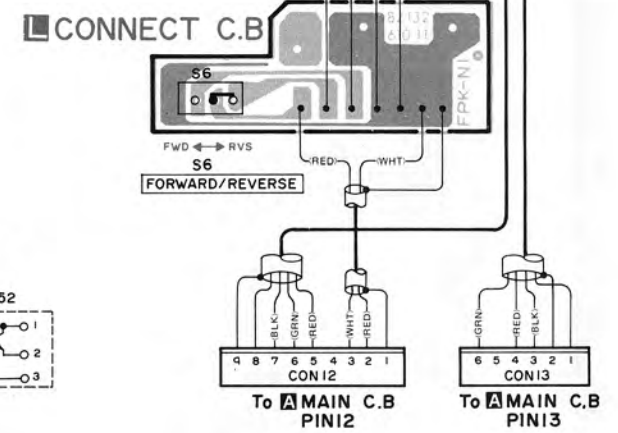 L CONNECT C.B
82132
61011
FPK-N1
S6
FWD ↔ RVS
S6
FORWARD/REVERSE
(RED) (WHT)
52
1
2
3
(BLK) (GRN) (RED) (WHT) (RED)
9 8 7 6 5 4 3 2 1
CON12
To A MAIN C.B
PIN12
(GRN) (RED) (BLK)
6 5 4 3 2 1
CON13
To A MAIN C.B
PIN13